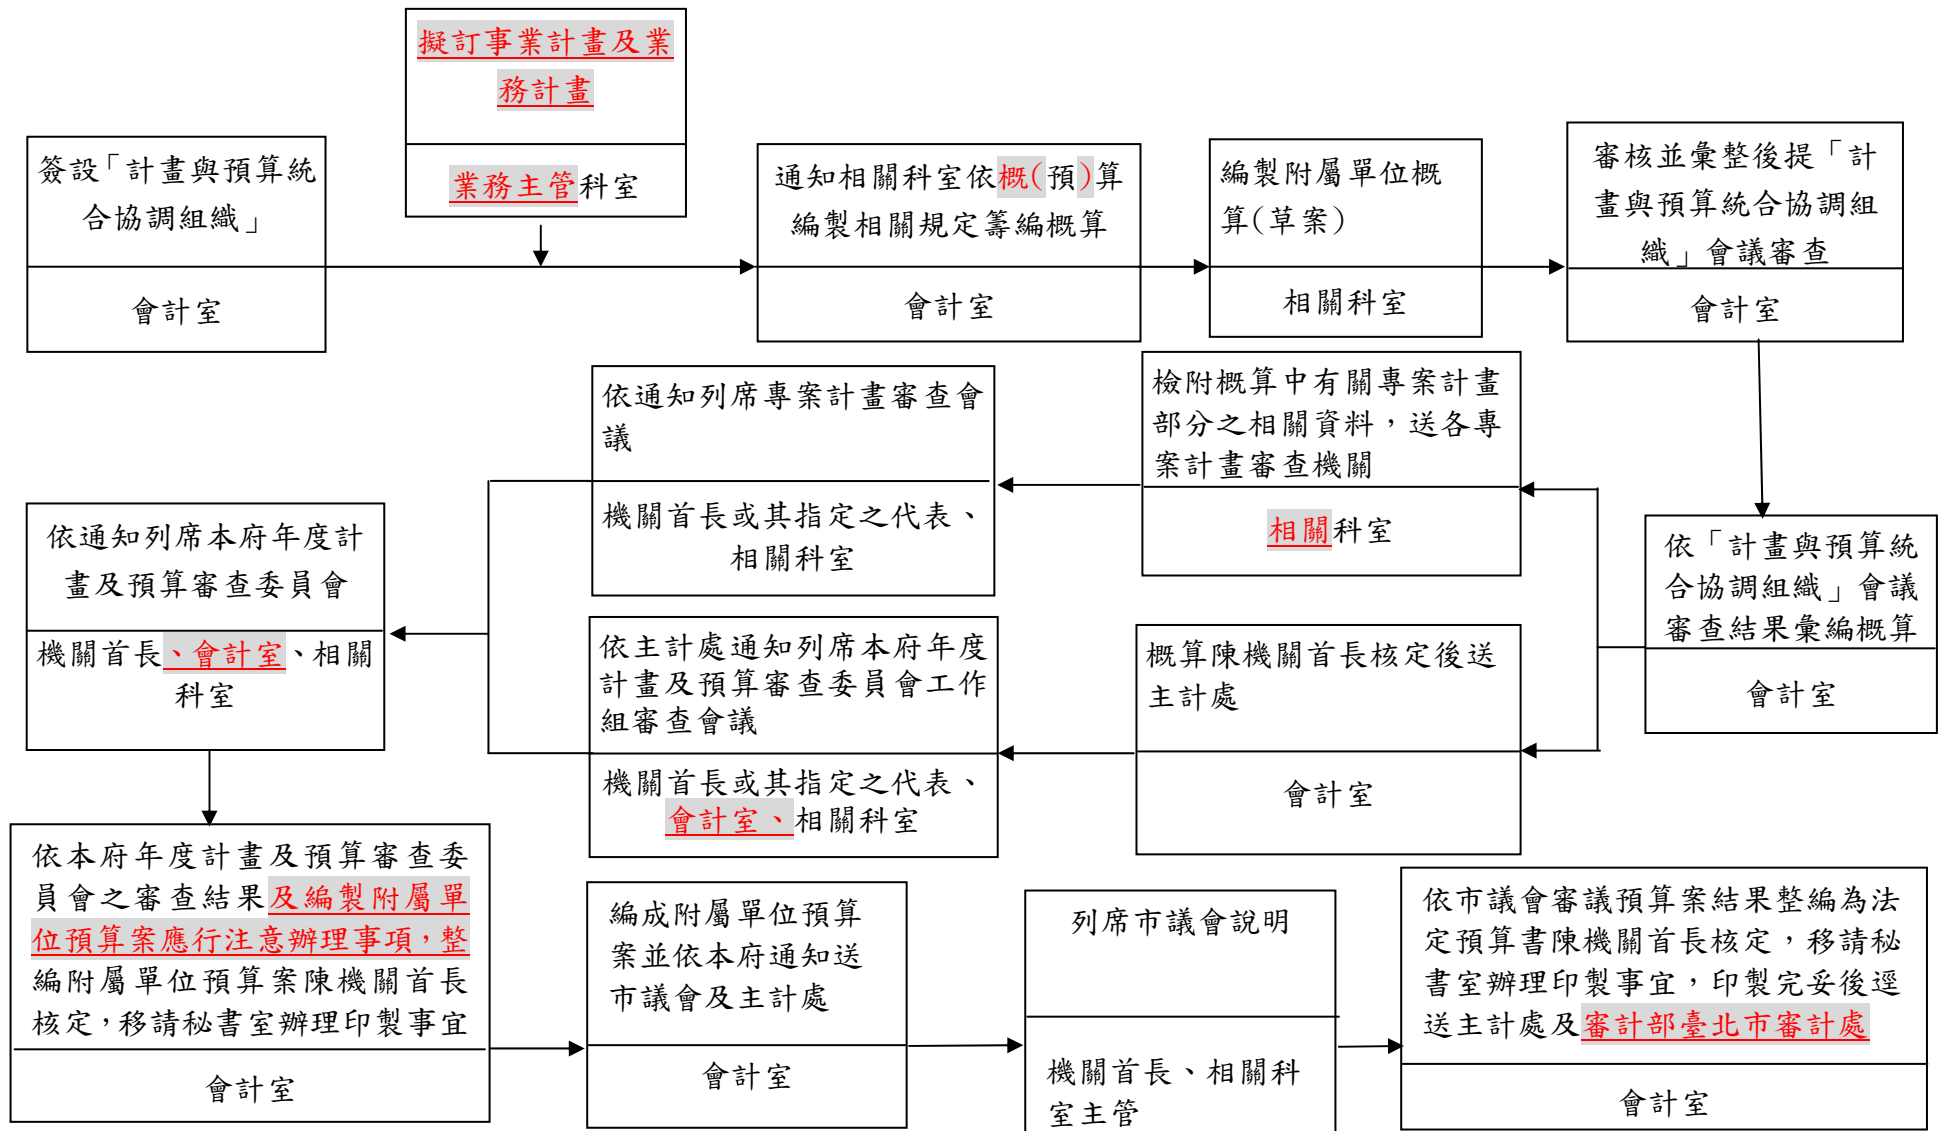 擬訂事業計畫及業
務計畫
業務主管科室
簽設「計畫與預算統
合協調組織」
會計室
通知相關科室依概(預)算
編製相關規定籌編概算
會計室
編製附屬單位概
算(草案)
相關科室
審核並彙整後提「計
畫與預算統合協調組
織」會議審查
會計室
依「計畫與預算統
合協調組織」會議
審查結果彙編概算
會計室
檢附概算中有關專案計畫
部分之相關資料，送各專
案計畫審查機關
相關科室
依通知列席專案計畫審查會
議
機關首長或其指定之代表、
相關科室
概算陳機關首長核定後送
主計處
會計室
依主計處通知列席本府年度
計畫及預算審查委員會工作
組審查會議
機關首長或其指定之代表、
會計室、相關科室
依通知列席本府年度計
畫及預算審查委員會
機關首長、會計室、相關
科室
依本府年度計畫及預算審查委
員會之審查結果及編製附屬單
位預算案應行注意辦理事項，整
編附屬單位預算案陳機關首長
核定，移請秘書室辦理印製事宜
會計室
編成附屬單位預算
案並依本府通知送
市議會及主計處
會計室
列席市議會說明
機關首長、相關科
室主管
依市議會審議預算案結果整編為法
定預算書陳機關首長核定，移請秘
書室辦理印製事宜，印製完妥後逕
送主計處及審計部臺北市審計處
會計室